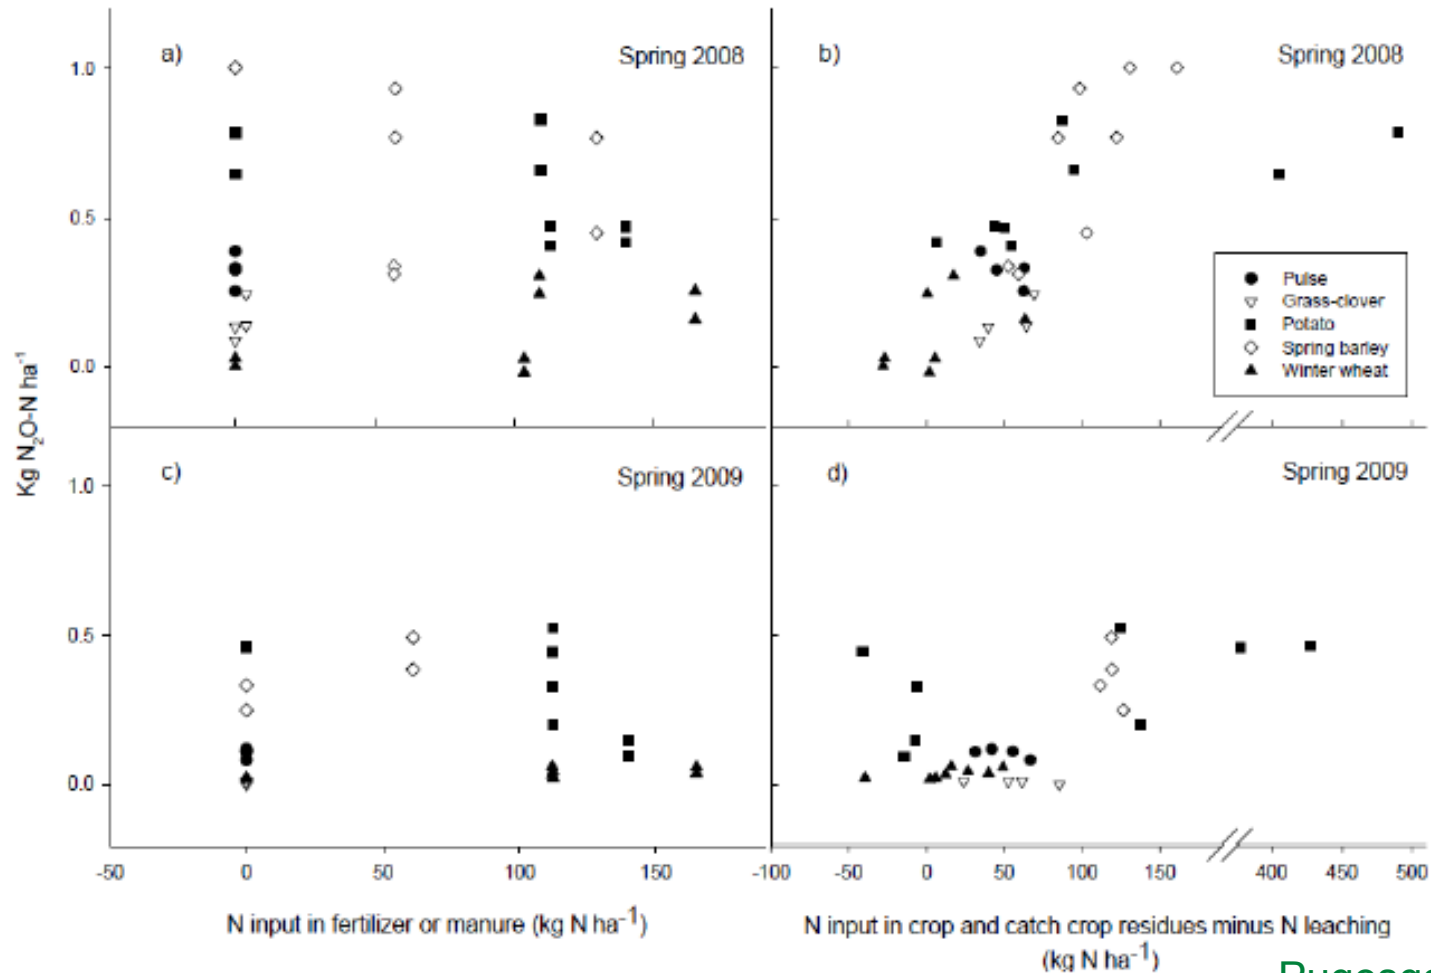 a)
Spring 2008
b)
Spring 2008
1.0
0.5
0.0
Pulse
Grass-clover
Potato
Spring barley
Winter wheat
Kg N₂O-N ha⁻¹
c)
Spring 2009
d)
Spring 2009
1.0
0.5
0.0
-50 0 50 100 150 -100 -50 0 50 100 150 400 450 500
N input in fertilizer or manure (kg N ha⁻¹)
N input in crop and catch crop residues minus N leaching
(kg N ha⁻¹)